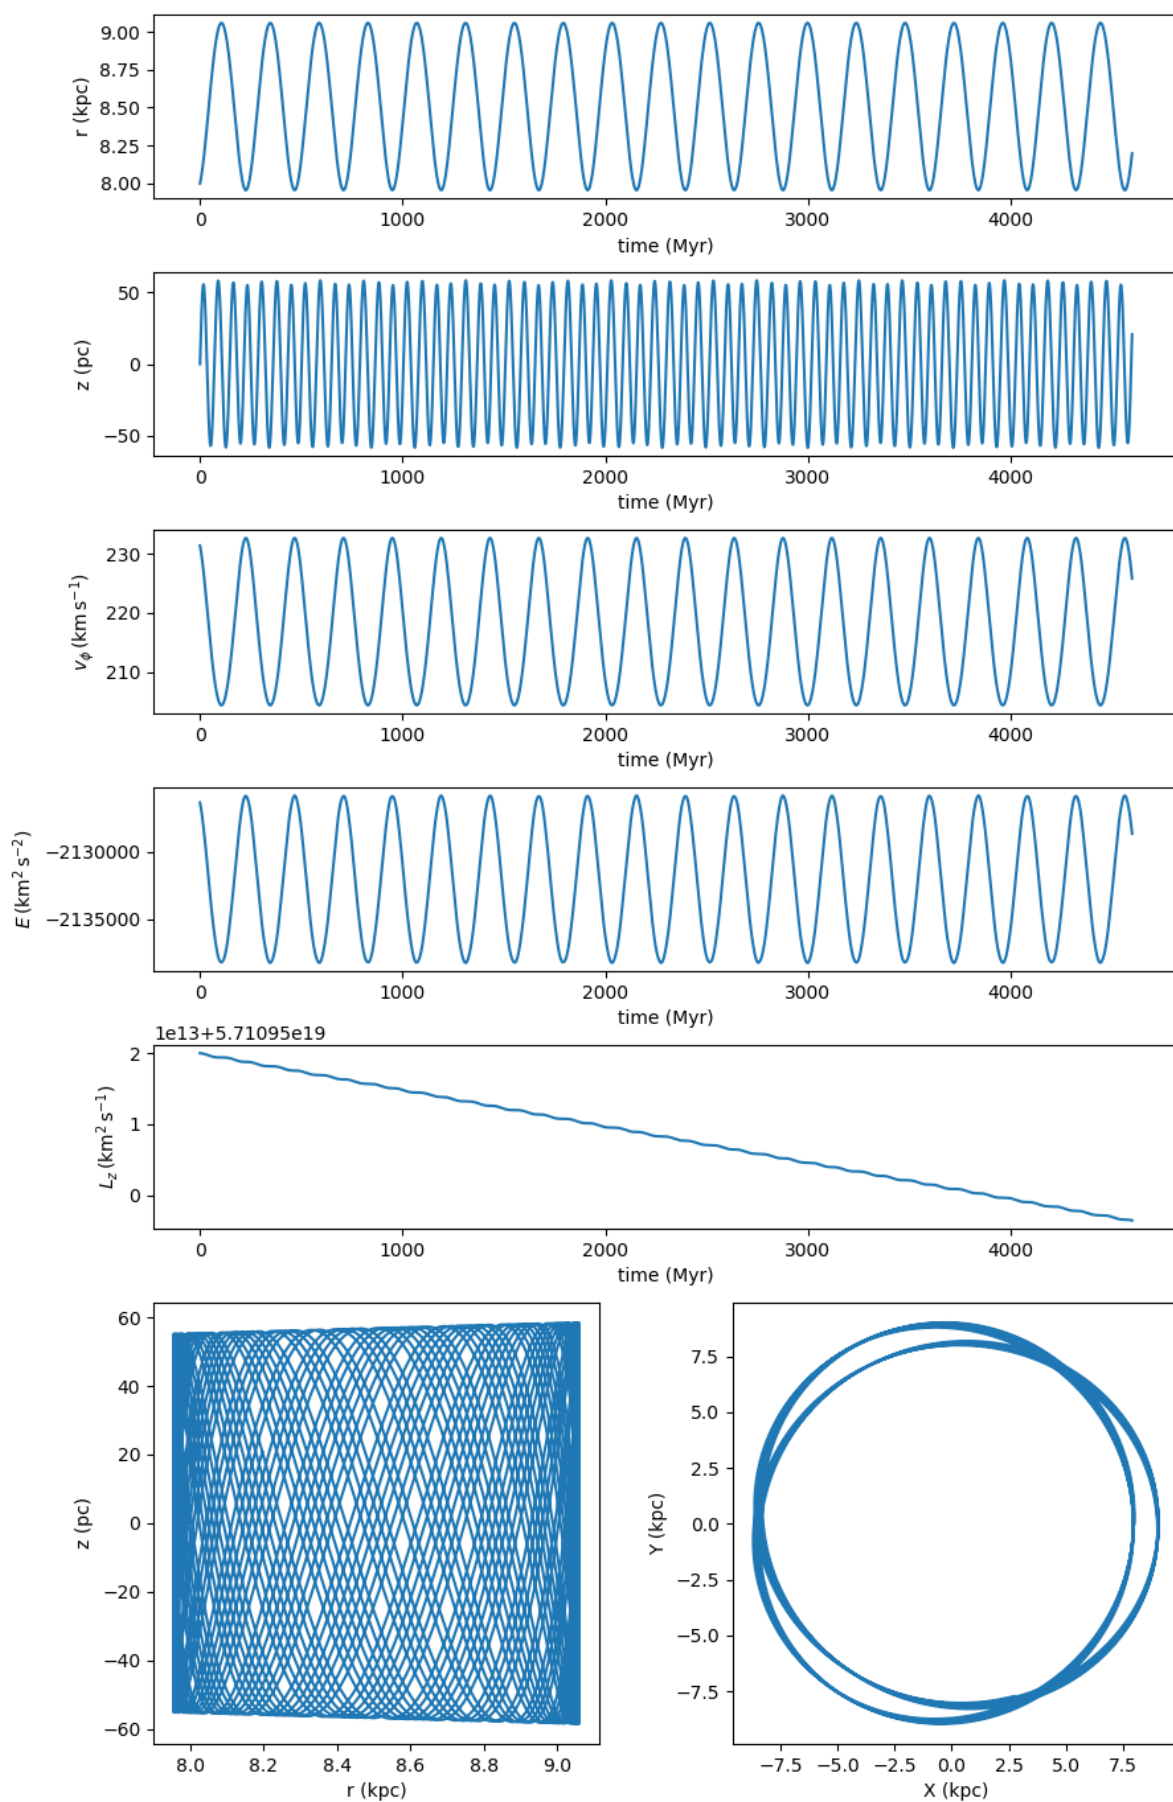 9.00
8.75
8.50
8.25
8.00
r (kpc)
0 1000 2000 3000 4000
time (Myr)
50
0
−50
z (pc)
0 1000 2000 3000 4000
time (Myr)
230
220
210
v_ϕ (km s⁻¹)
0 1000 2000 3000 4000
time (Myr)
−2130000
−2135000
E (km² s⁻²)
0 1000 2000 3000 4000
time (Myr)
1e13+5.71095e19
2
1
0
L_z (km² s⁻¹)
0 1000 2000 3000 4000
time (Myr)
60
40
20
0
−20
−40
−60
z (pc)
8.0 8.2 8.4 8.6 8.8 9.0
r (kpc)
7.5
5.0
2.5
0.0
−2.5
−5.0
−7.5
Y (kpc)
−7.5 −5.0 −2.5 0.0 2.5 5.0 7.5
X (kpc)